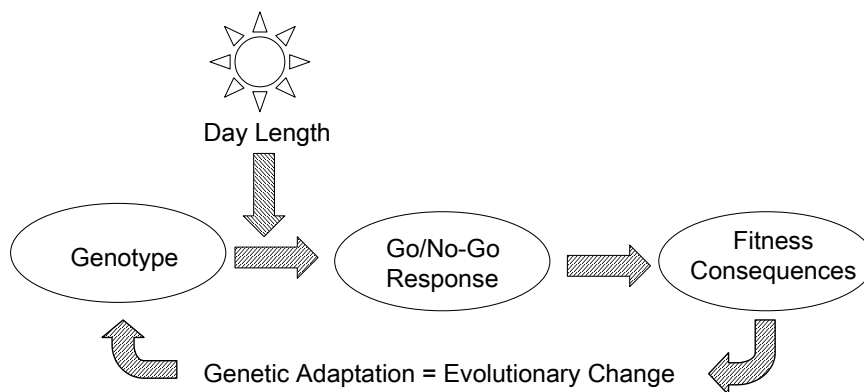 Day Length
Genotype
Go/No-Go
Response
Fitness
Consequences
Genetic Adaptation = Evolutionary Change